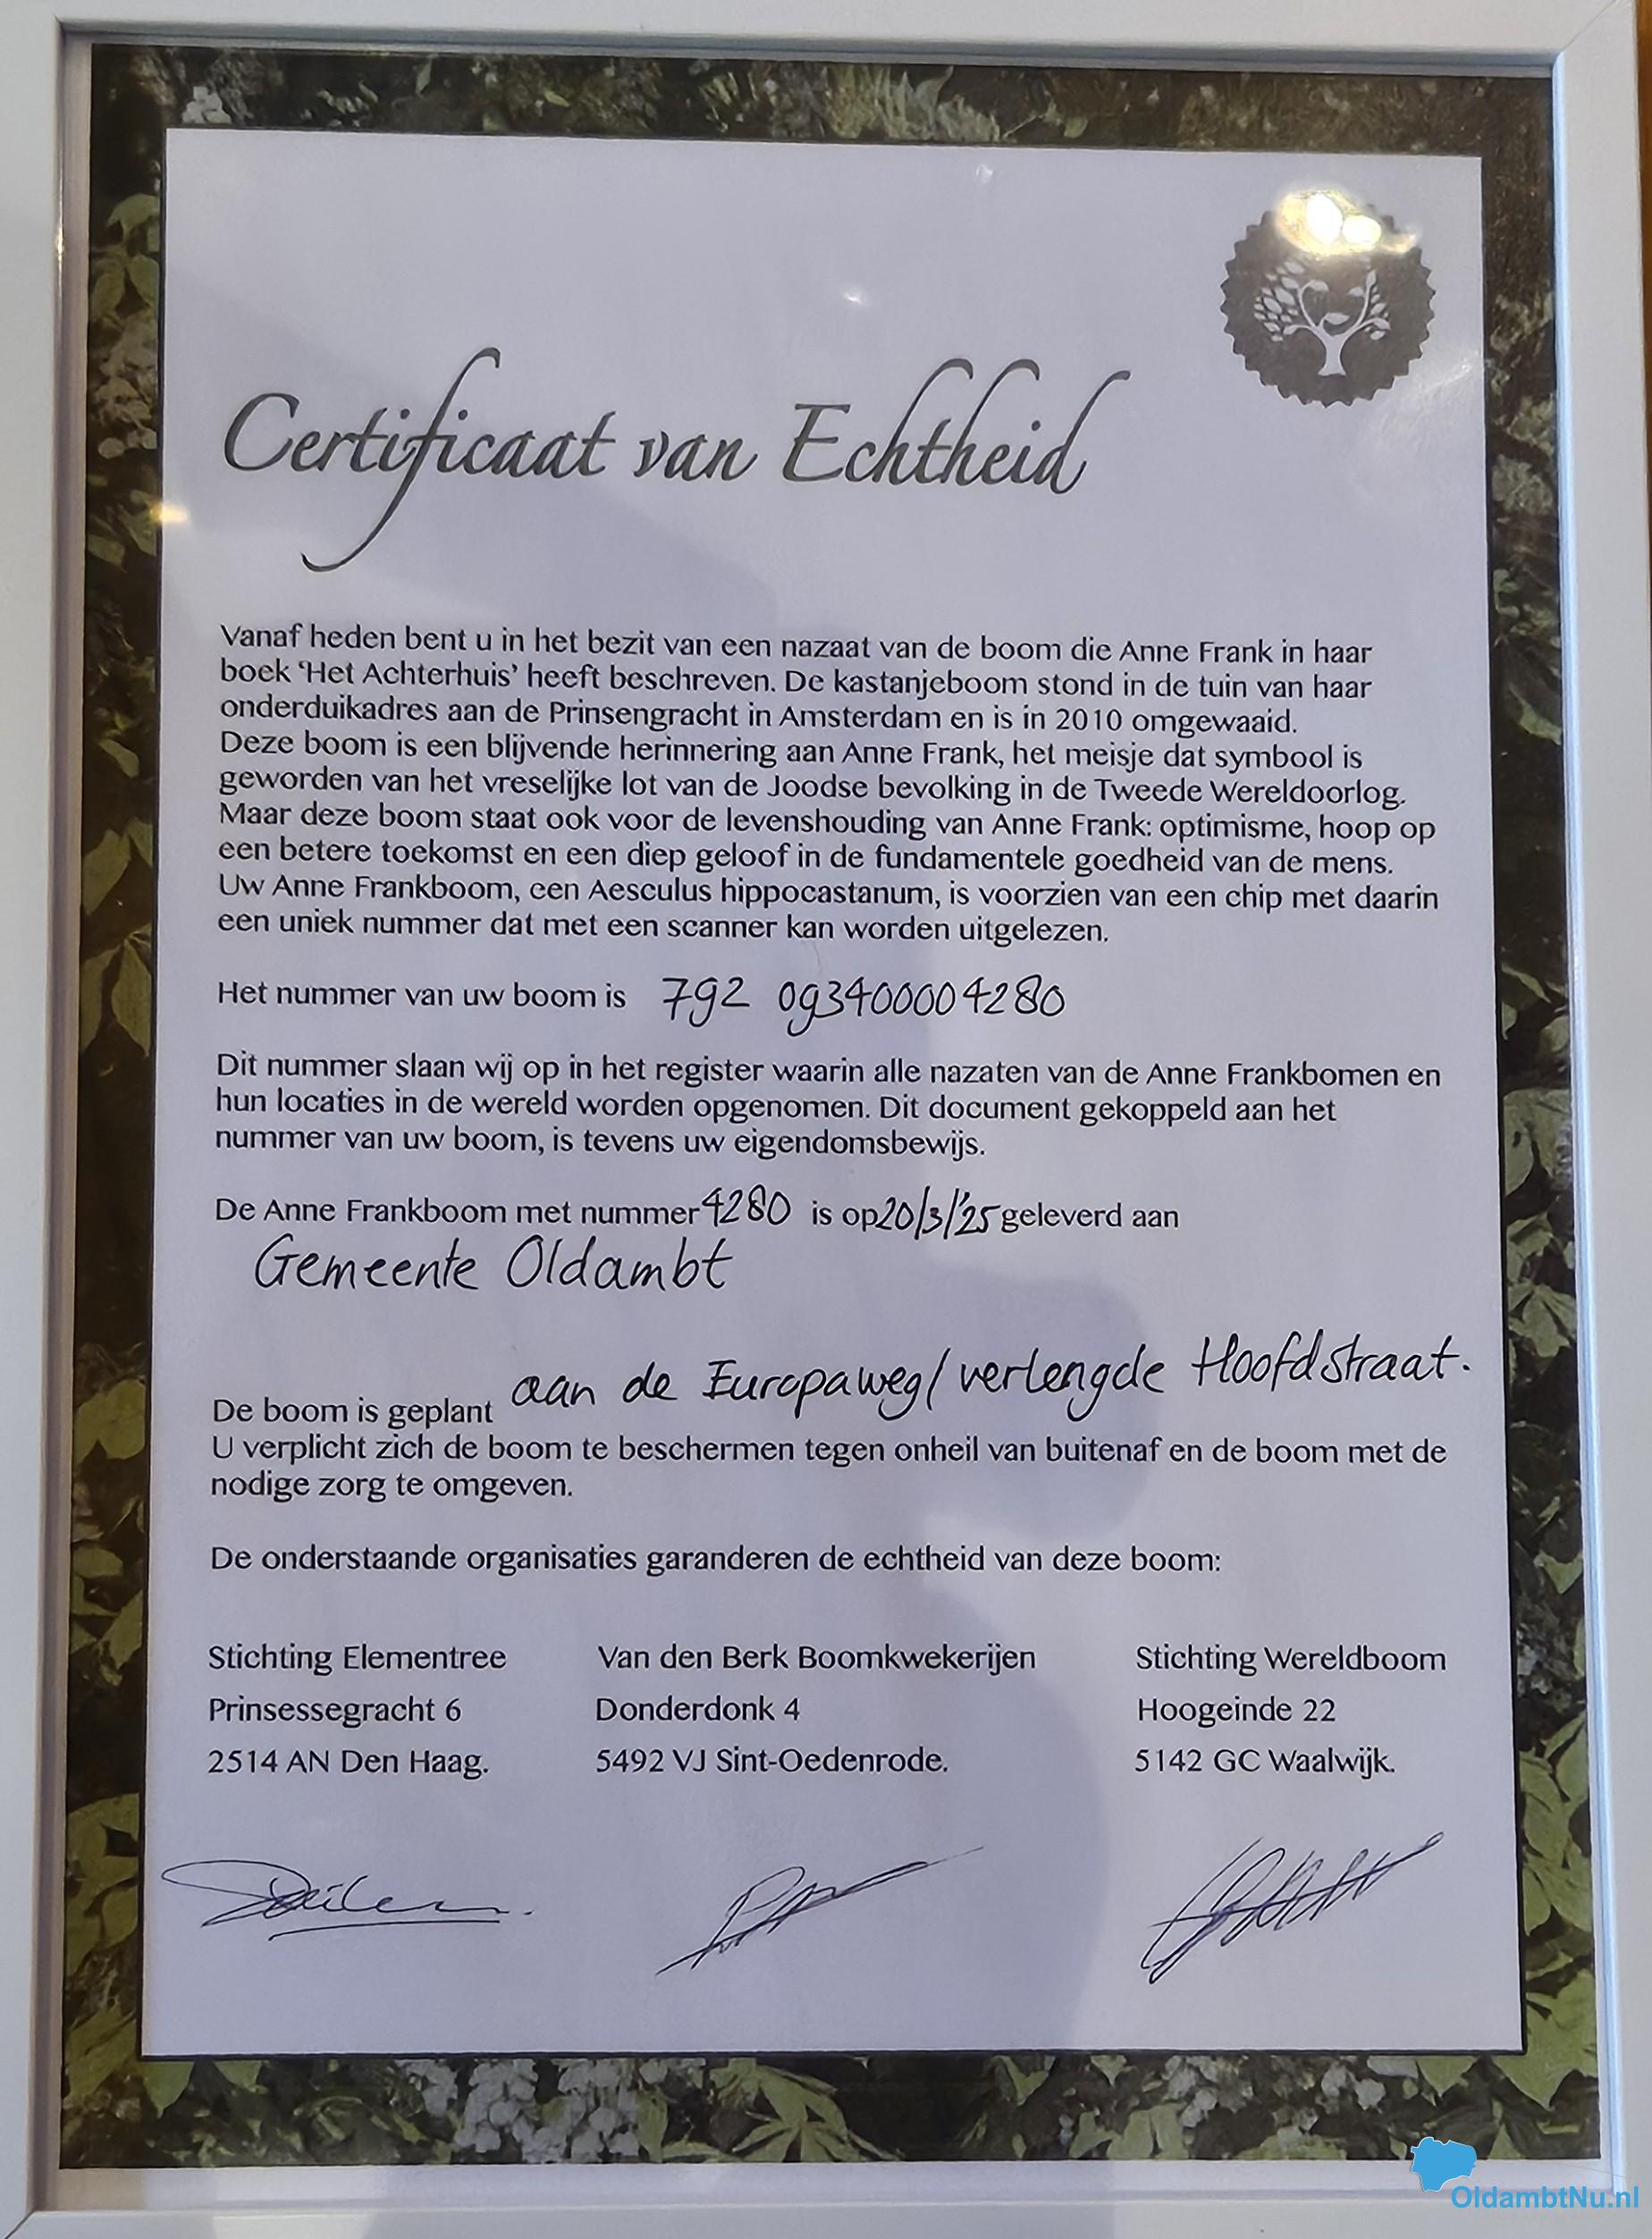 Certificaat van Echtheid
Vanaf heden bent u in het bezit van een nazaat van de boom die Anne Frank in haar
boek ‘Het Achterhuis’ heeft beschreven. De kastanjeboom stond in de tuin van haar
onderduikadres aan de Prinsengracht in Amsterdam en is in 2010 omgewaaid.
Deze boom is een blijvende herinnering aan Anne Frank, het meisje dat symbool is
geworden van het vreselijke lot van de Joodse bevolking in de Tweede Wereldoorlog.
Maar deze boom staat ook voor de levenshouding van Anne Frank: optimisme, hoop op
een betere toekomst en een diep geloof in de fundamentele goedheid van de mens.
Uw Anne Frankboom, een Aesculus hippocastanum, is voorzien van een chip met daarin
een uniek nummer dat met een scanner kan worden uitgelezen.
Het nummer van uw boom is 792 093400004280
Dit nummer slaan wij op in het register waarin alle nazaten van de Anne Frankbomen en
hun locaties in de wereld worden opgenomen. Dit document gekoppeld aan het
nummer van uw boom, is tevens uw eigendomsbewijs.
De Anne Frankboom met nummer 4280 is op 20/3/'25 geleverd aan
Gemeente Oldambt
De boom is geplant aan de Europaweg/verlengde Hoofdstraat.
U verplicht zich de boom te beschermen tegen onheil van buitenaf en de boom met de
nodige zorg te omgeven.
De onderstaande organisaties garanderen de echtheid van deze boom:
Stichting Elementree
Prinsessegracht 6
2514 AN Den Haag.
Van den Berk Boomkwekerijen
Donderdonk 4
5492 VJ Sint-Oedenrode.
Stichting Wereldboom
Hoogeinde 22
5142 GC Waalwijk.
OldambtNu.nl